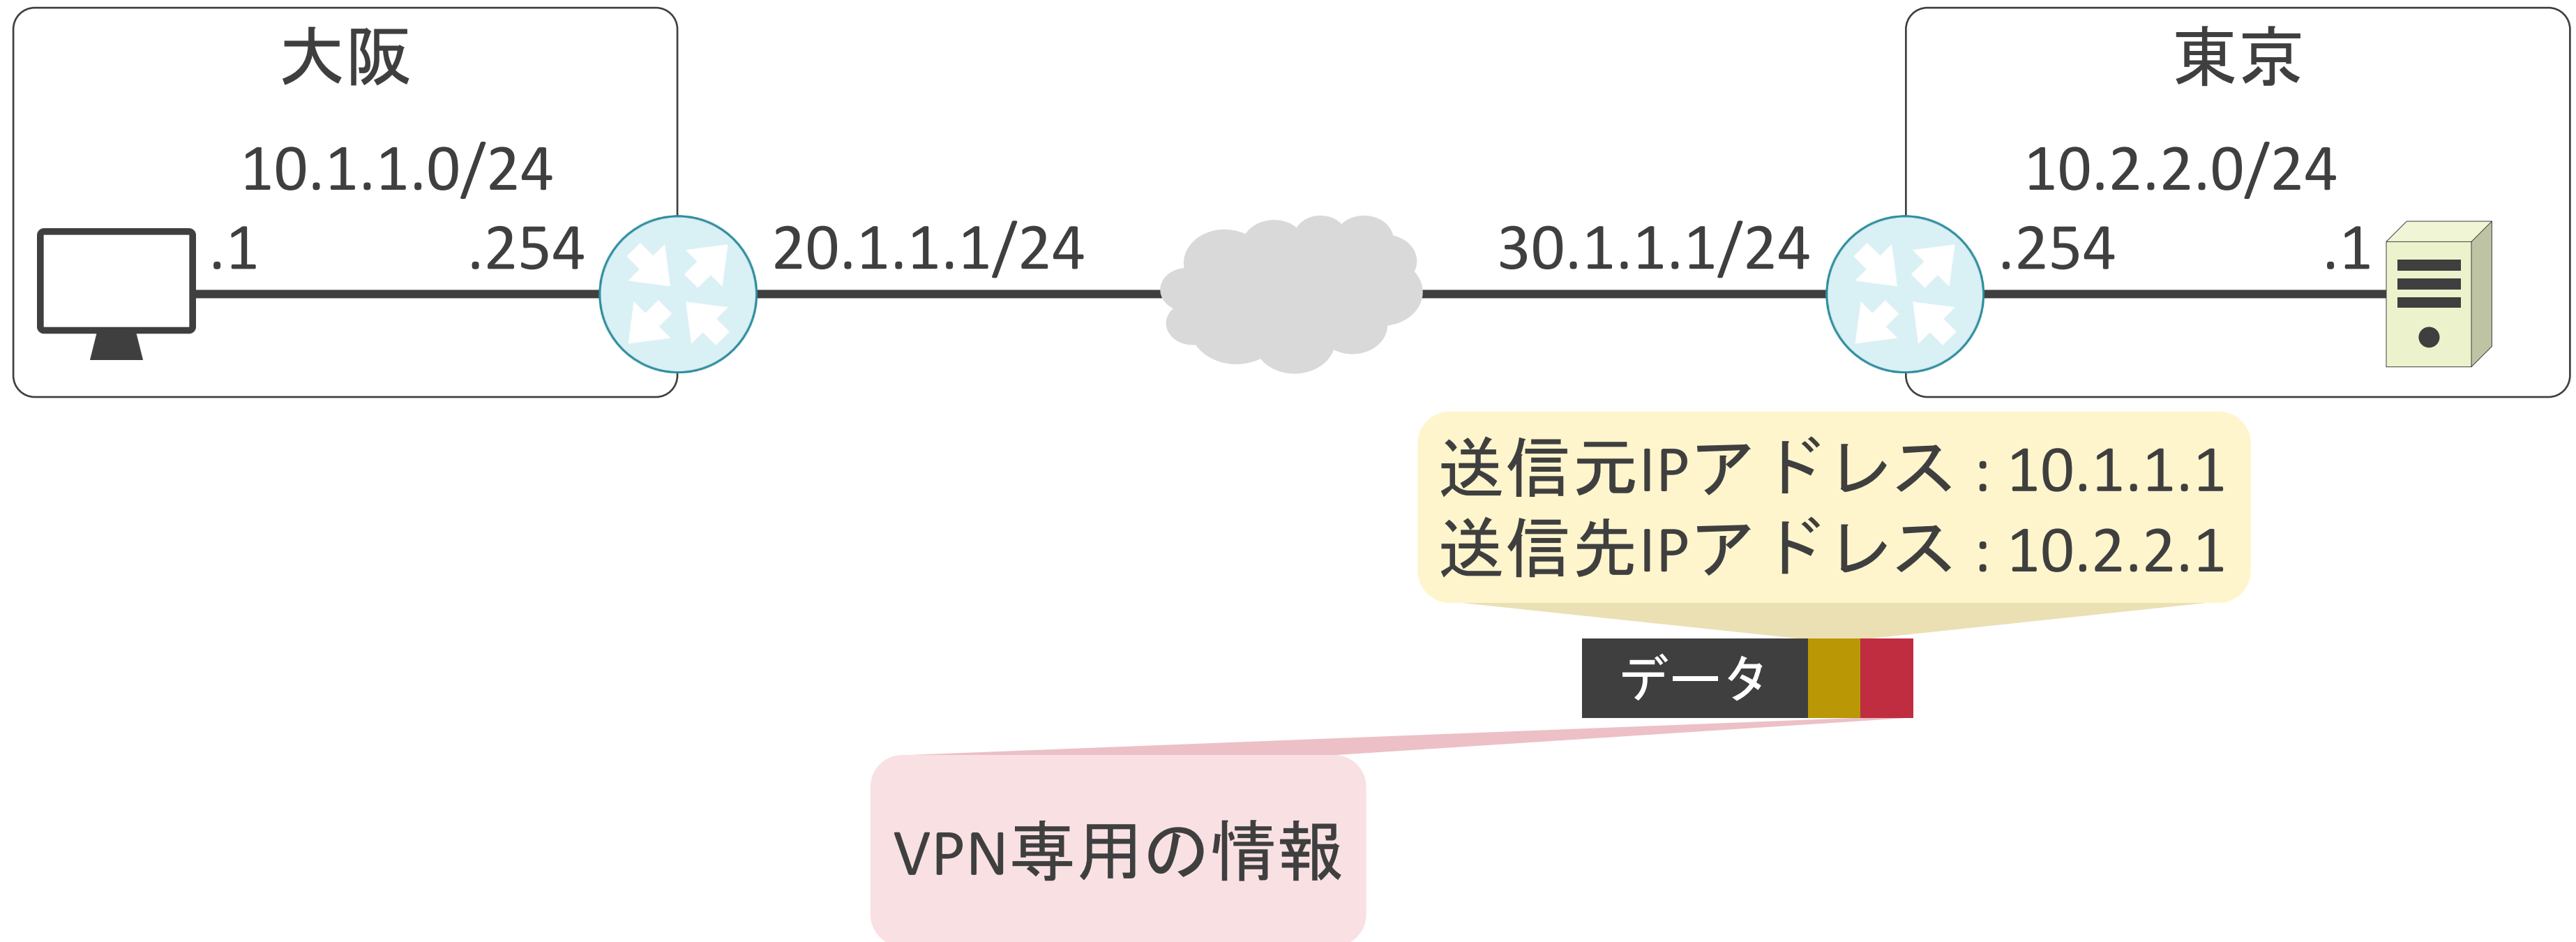 大阪
東京
10.1.1.0/24
10.2.2.0/24
.1
.254
20.1.1.1/24
30.1.1.1/24
.254
.1
送信元IPアドレス : 10.1.1.1
送信先IPアドレス : 10.2.2.1
データ
VPN専用の情報